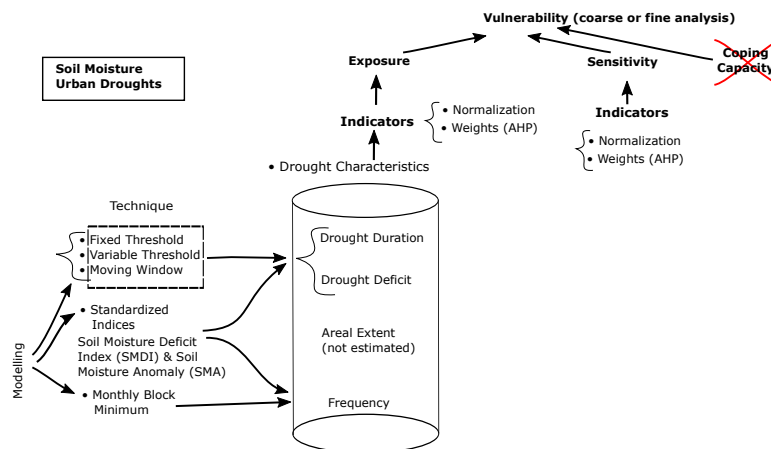 Vulnerability (coarse or fine analysis)
Soil Moisture
Urban Droughts
Exposure
Sensitivity
Coping
Capacity
Indicators
• Normalization
• Weights (AHP)
Indicators
• Normalization
• Weights (AHP)
• Drought Characteristics
Technique
• Fixed Threshold
• Variable Threshold
• Moving Window
Drought Duration
Drought Deficit
• Standardized
Indices
Soil Moisture Deficit
Index (SMDI) & Soil
Moisture Anomaly (SMA)
Areal Extent
(not estimated)
Modelling
• Monthly Block
Minimum
Frequency